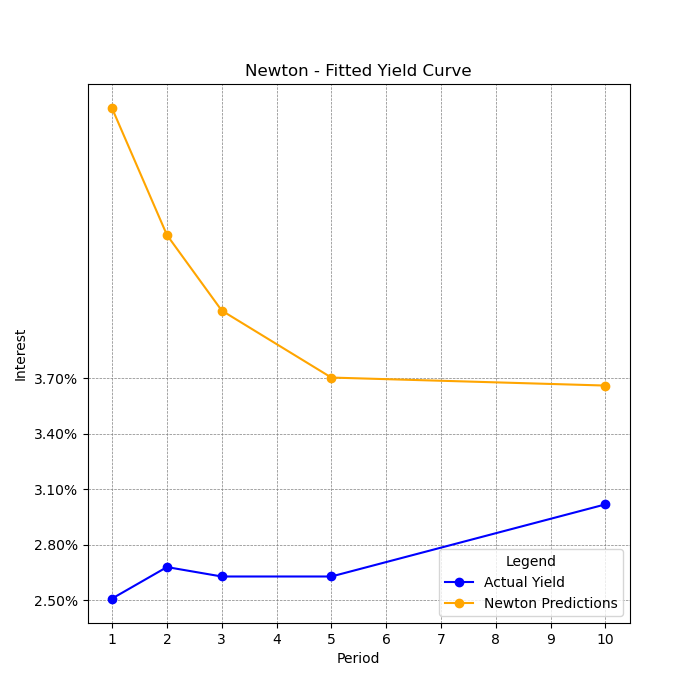 Newton - Fitted Yield Curve
Interest
3.70%
3.40%
3.10%
2.80%
2.50%
Legend
Actual Yield
Newton Predictions
1 2 3 4 5 6 7 8 9 10
Period